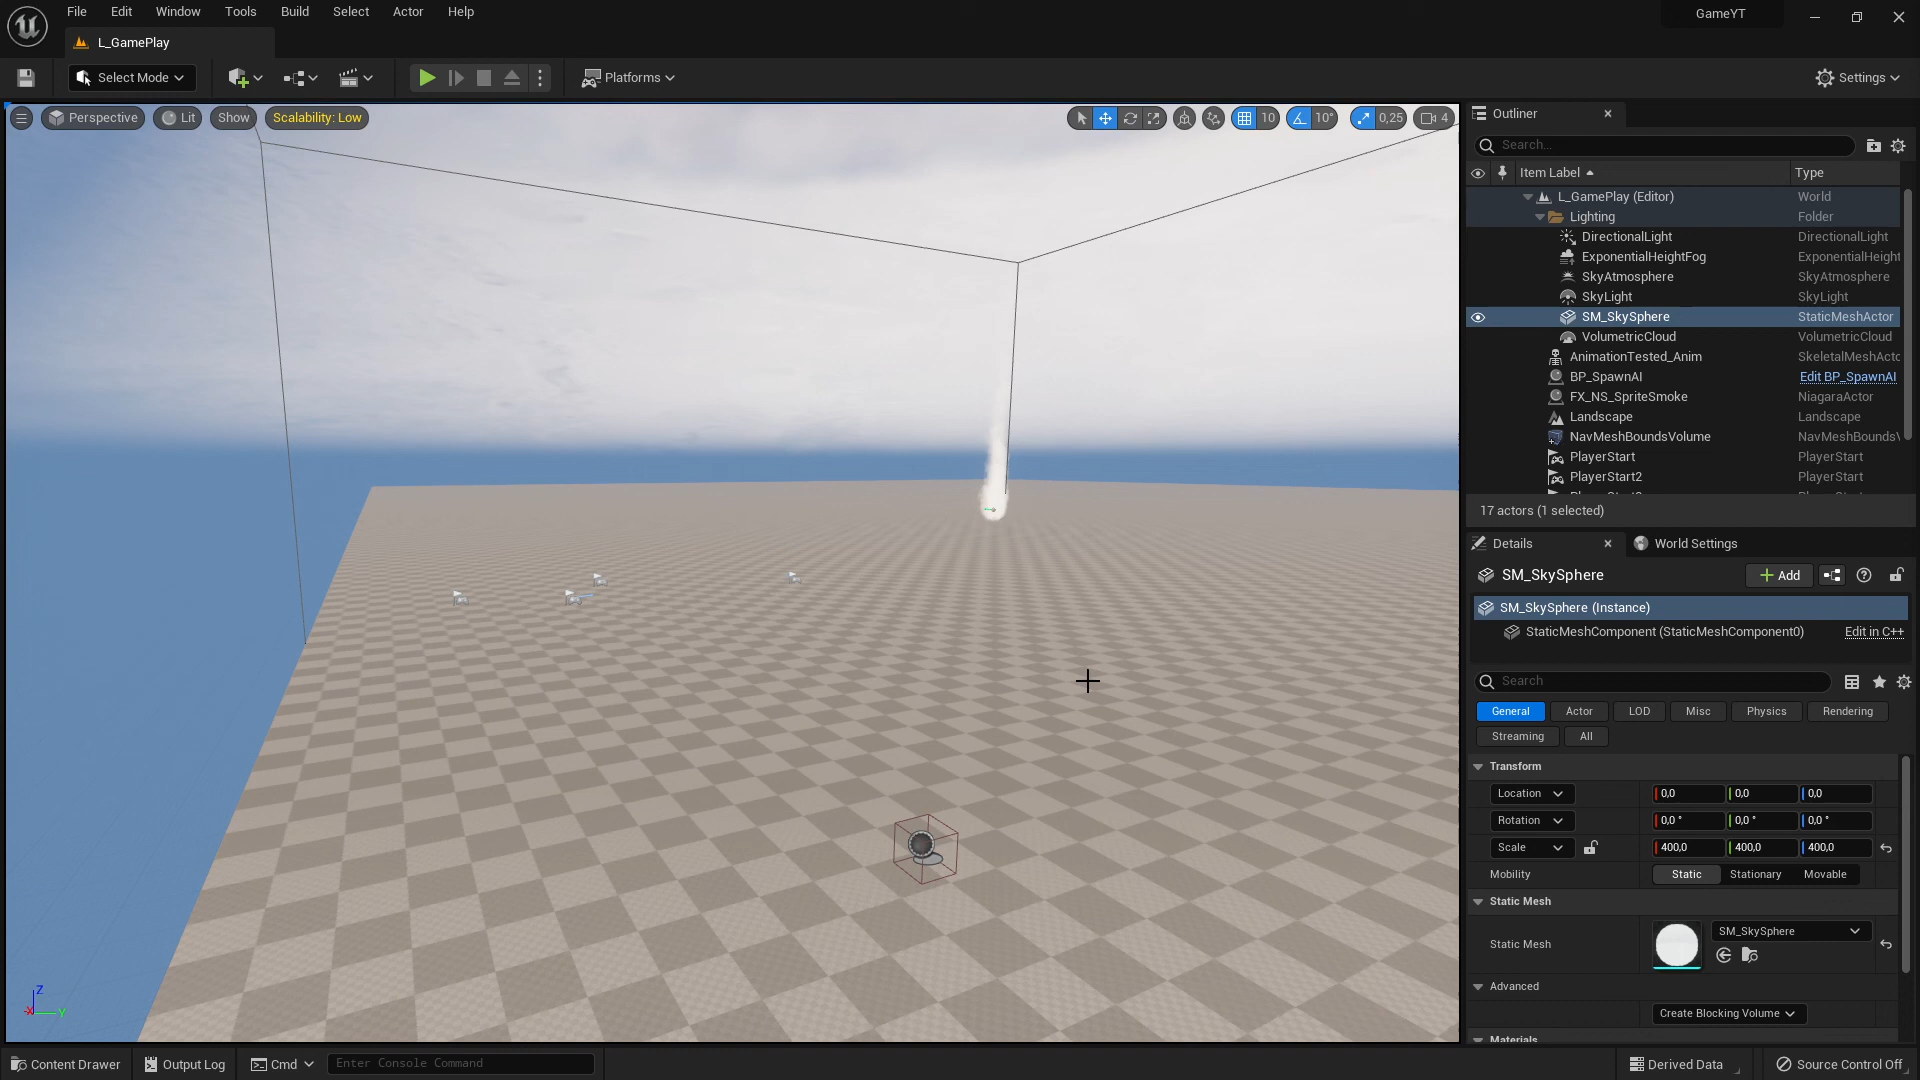 File Edit Window Tools Build Select Actor Help
GameYT
L_GamePlay
Select Mode
Platforms
Settings
Perspective Lit Show Scalability: Low
10 10° 0,25 4
Outliner
Search...
Item Label Type
L_GamePlay (Editor) World
Lighting Folder
DirectionalLight DirectionalLight
ExponentialHeightFog ExponentialHeight
SkyAtmosphere SkyAtmosphere
SkyLight SkyLight
SM_SkySphere StaticMeshActor
VolumetricCloud VolumetricCloud
AnimationTested_Anim SkeletalMeshActo
BP_SpawnAI Edit BP_SpawnAI
FX_NS_SpriteSmoke NiagaraActor
Landscape Landscape
NavMeshBoundsVolume NavMeshBoundsV
PlayerStart PlayerStart
PlayerStart2 PlayerStart
17 actors (1 selected)
Details World Settings
SM_SkySphere Add
SM_SkySphere (Instance)
StaticMeshComponent (StaticMeshComponent0) Edit in C++
Search
General Actor LOD Misc Physics Rendering
Streaming All
Transform
Location 0,0 0,0 0,0
Rotation 0,0 ° 0,0 ° 0,0 °
Scale 400,0 400,0 400,0
Mobility Static Stationary Movable
Static Mesh
Static Mesh SM_SkySphere
Advanced
Create Blocking Volume
Materials
Z
X Y
Content Drawer Output Log Cmd Enter Console Command Derived Data Source Control Off